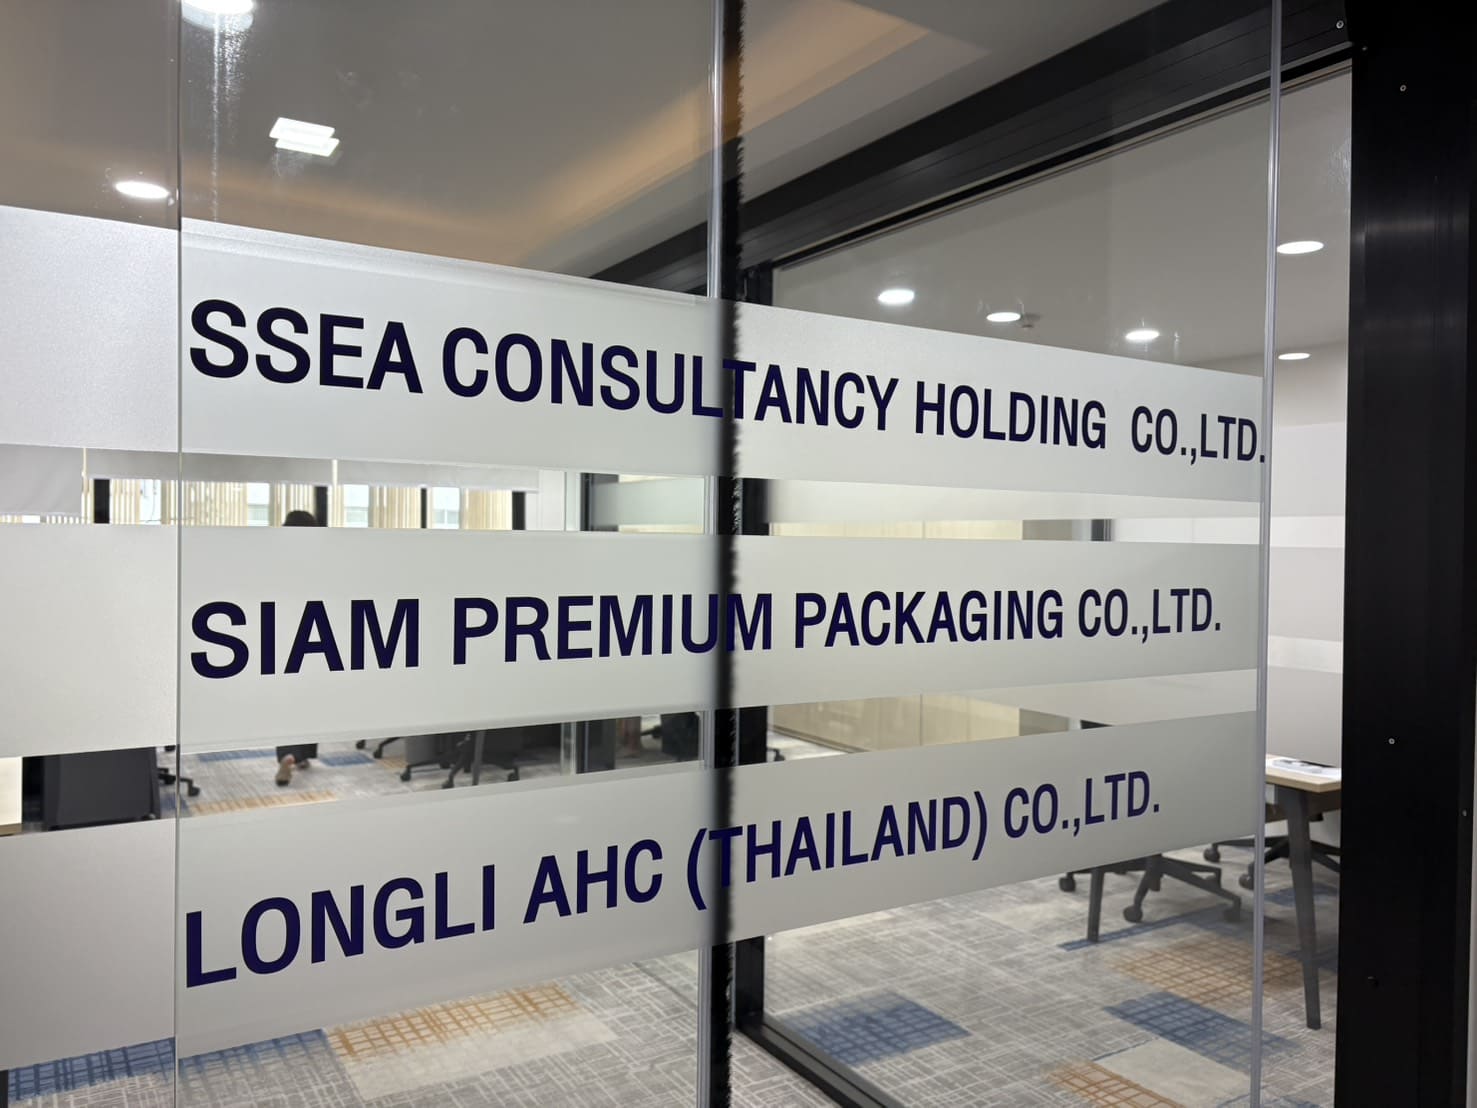 SSEA CONSULTANCY HOLDING CO.,LTD.
SIAM PREMIUM PACKAGING CO.,LTD.
LONGLI AHC (THAILAND) CO.,LTD.